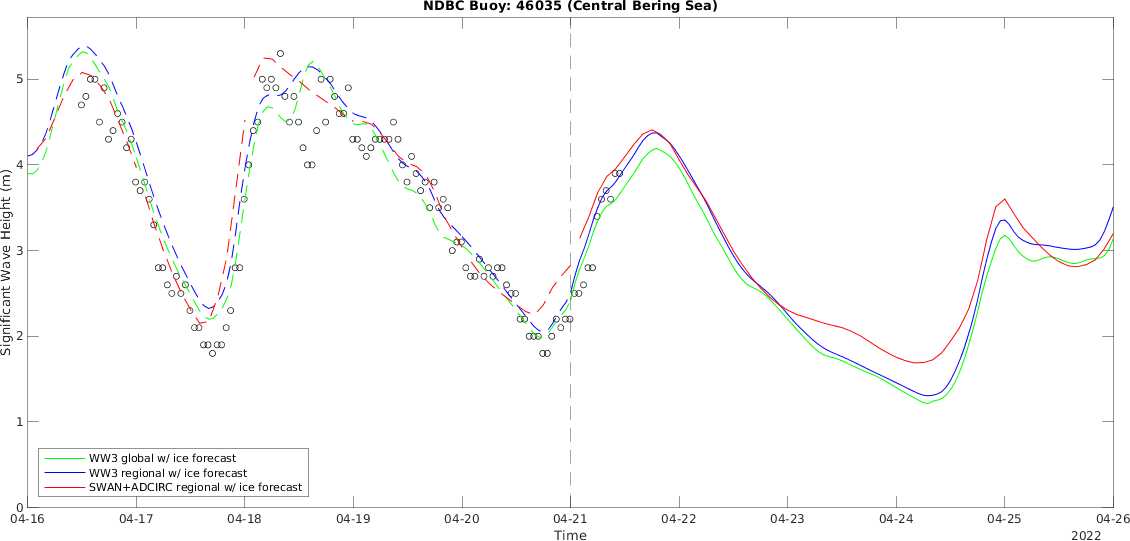 NDBC Buoy: 46035 (Central Bering Sea)
Significant Wave Height (m)
5
4
3
2
1
0
WW3 global w/ ice forecast
WW3 regional w/ ice forecast
SWAN+ADCIRC regional w/ ice forecast
04-16 04-17 04-18 04-19 04-20 04-21 04-22 04-23 04-24 04-25 04-26
Time
2022